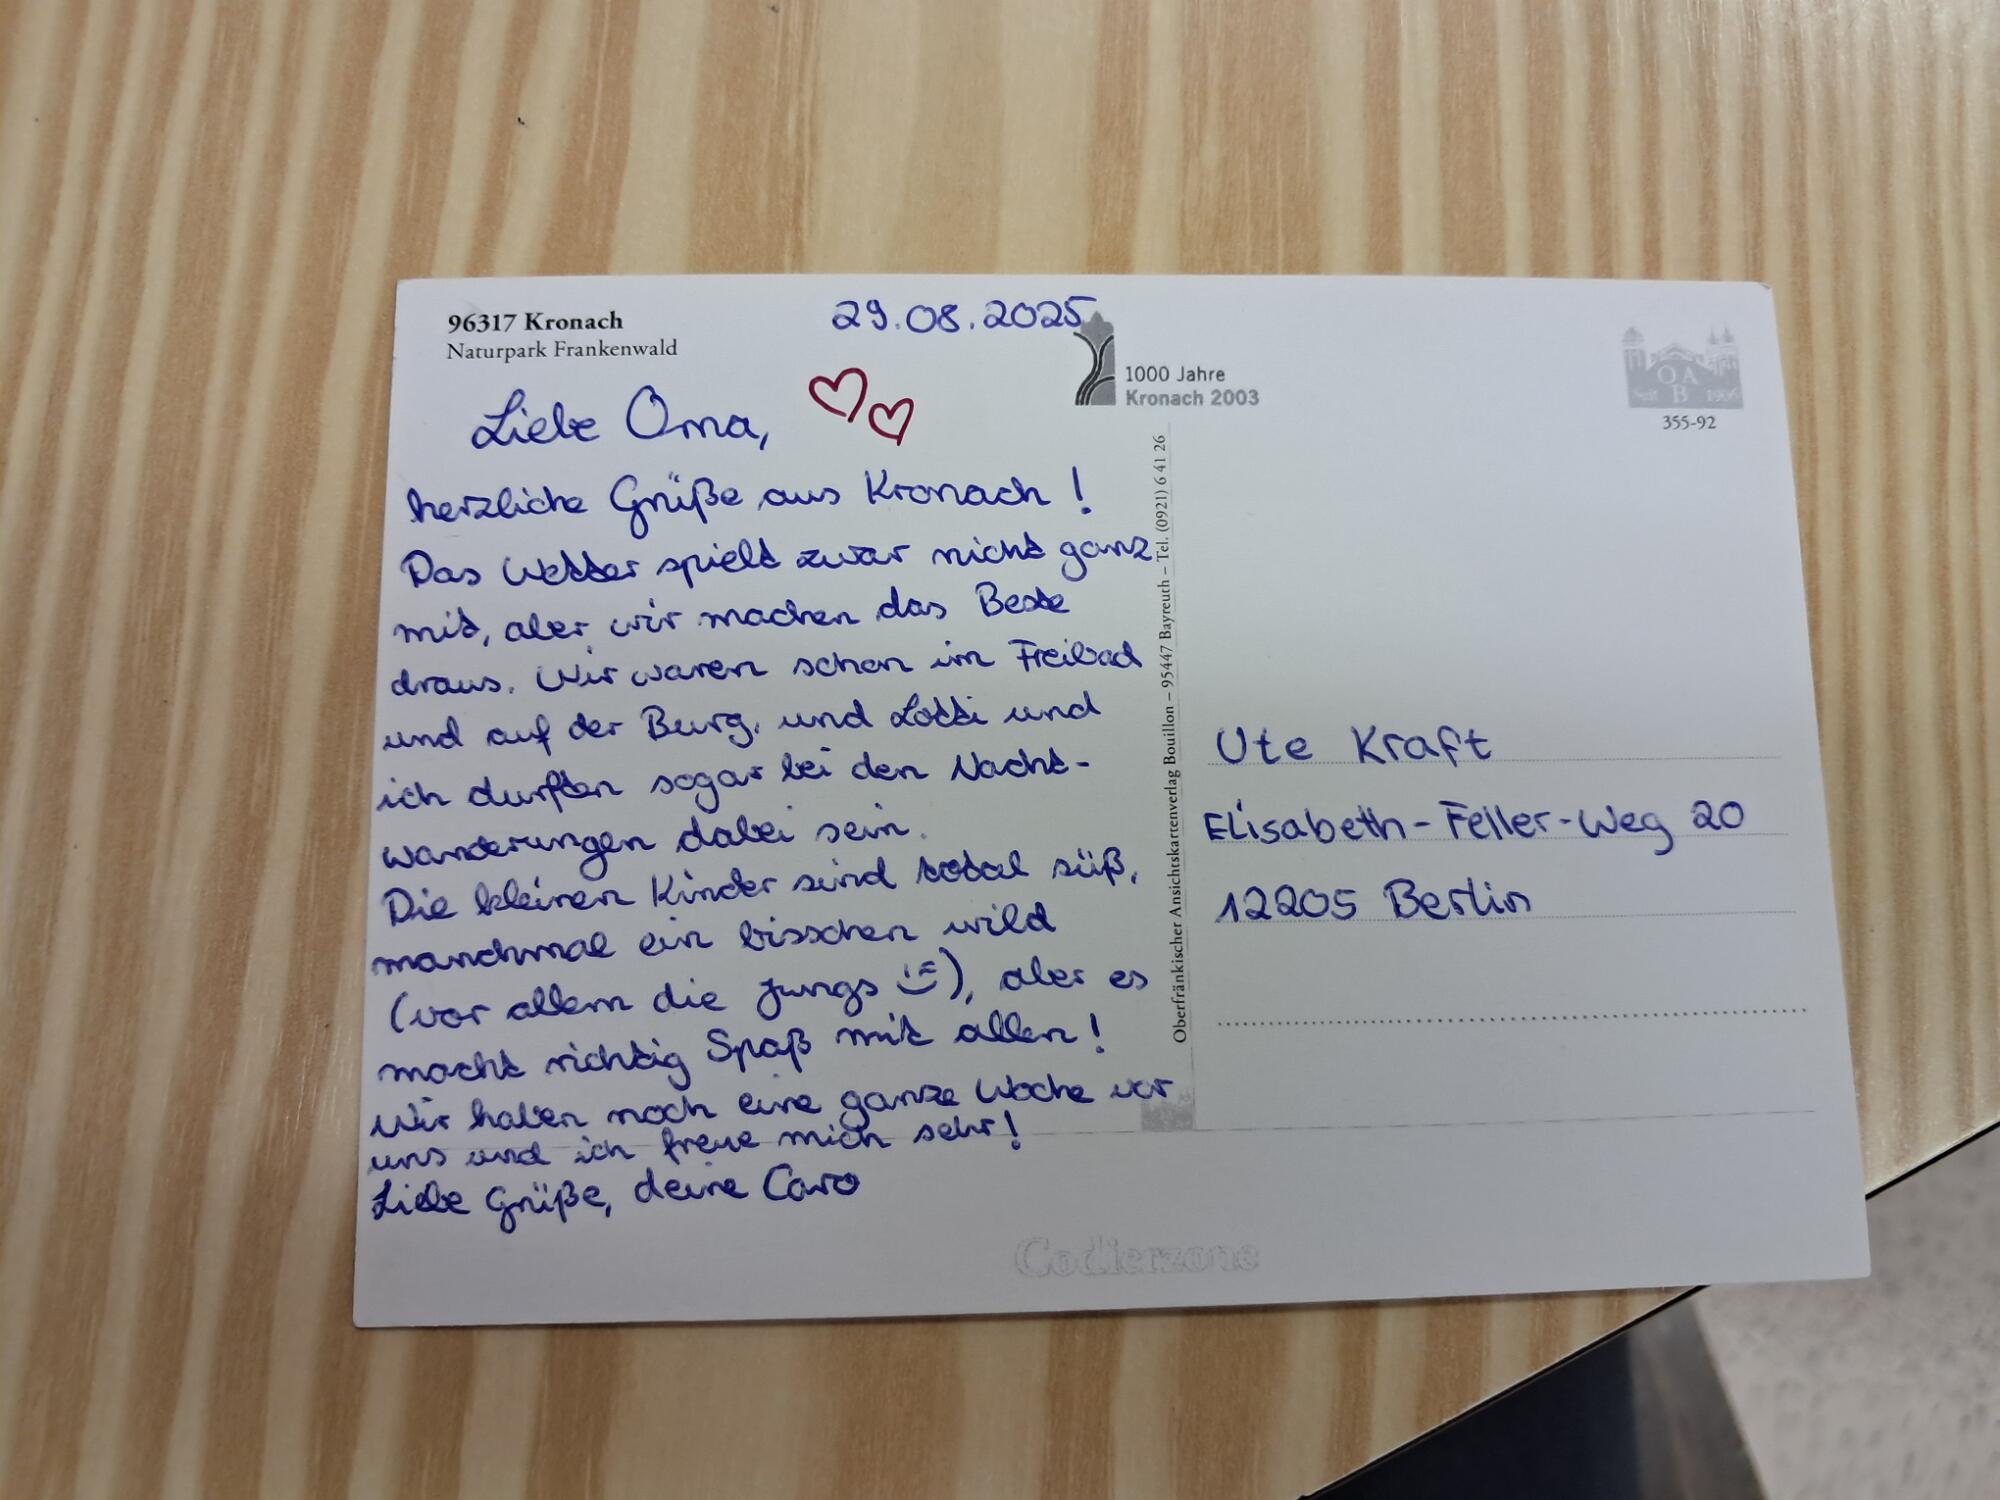 96317 Kronach
Naturpark Frankenwald
29.08.2025
Liebe Oma,
herzliche Grüße aus Kronach!
Das Wetter spielt zwar nicht ganz
mit, aber wir machen das Beste
draus. Wir waren schon im Freibad
und auf der Burg. und Lotti und
ich durften sogar bei den Nacht-
wanderungen dabei sein.
Die kleinen Kinder sind total süß,
manchmal ein bisschen wild
(vor allem die Jungs), aber es
macht richtig Spaß mit allen!
Wir haben noch eine ganze Woche vor
uns und ich freue mich sehr!
Liebe Grüße, deine Caro
1000 Jahre
Kronach 2003
Oberfränkischer Ansichtskartenverlag Bouillon – 95447 Bayreuth – Tel. (0921) 6 41 26
OA
Seit B 1906
355-92
Ute Kraft
Elisabeth-Feller-Weg 20
12205 Berlin
Codierzone